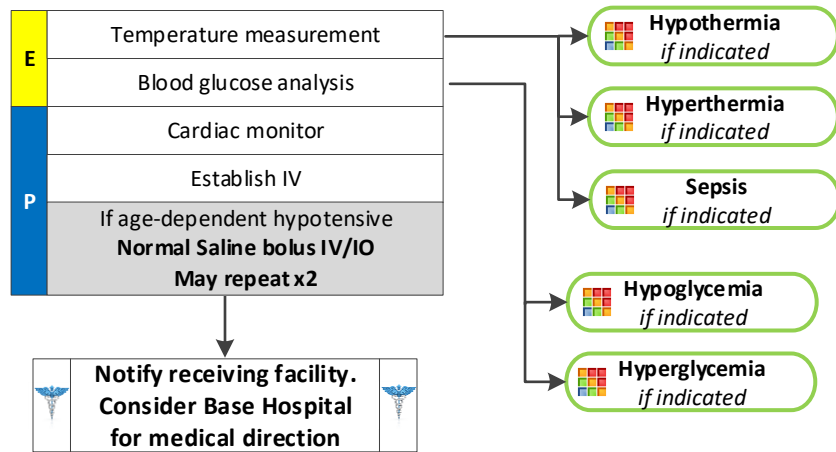 E
Temperature measurement
Blood glucose analysis
P
Cardiac monitor
Establish IV
If age-dependent hypotensive
Normal Saline bolus IV/IO
May repeat x2
Notify receiving facility.
Consider Base Hospital
for medical direction
Hypothermia
if indicated
Hyperthermia
if indicated
Sepsis
if indicated
Hypoglycemia
if indicated
Hyperglycemia
if indicated